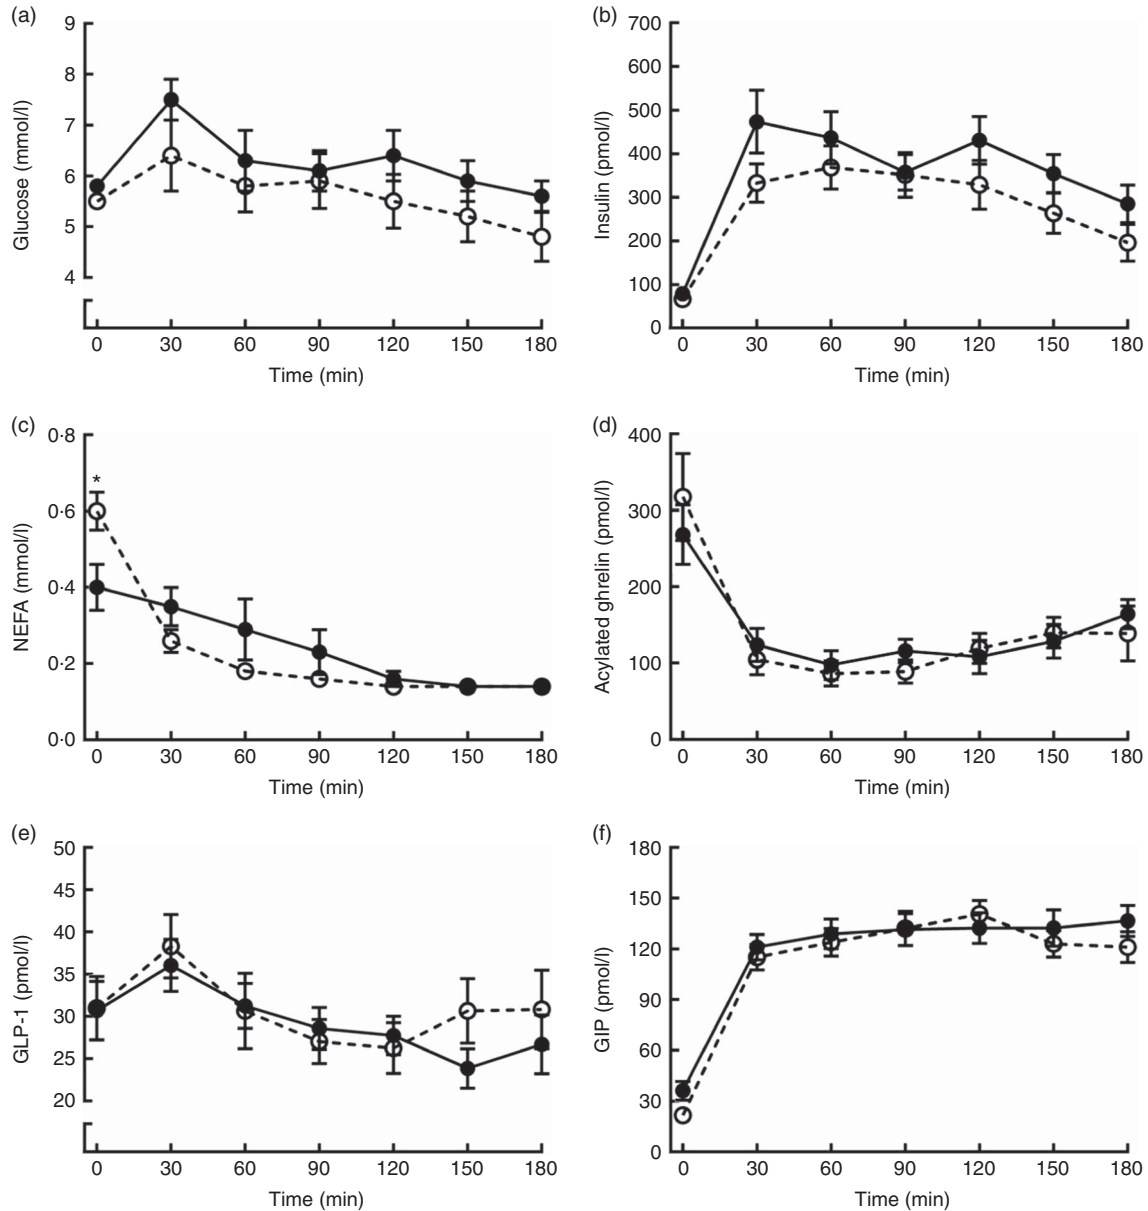 (a)
9
8
7
6
5
4
Glucose (mmol/l)
0 30 60 90 120 150 180
Time (min)
(b)
700
600
500
400
300
200
100
0
Insulin (pmol/l)
0 30 60 90 120 150 180
Time (min)
(c)
0·8
0·6
0·4
0·2
0·0
NEFA (mmol/l)
*
0 30 60 90 120 150 180
Time (min)
(d)
400
300
200
100
0
Acylated ghrelin (pmol/l)
0 30 60 90 120 150 180
Time (min)
(e)
50
45
40
35
30
25
20
GLP-1 (pmol/l)
0 30 60 90 120 150 180
Time (min)
(f)
180
150
120
90
60
30
0
GIP (pmol/l)
0 30 60 90 120 150 180
Time (min)